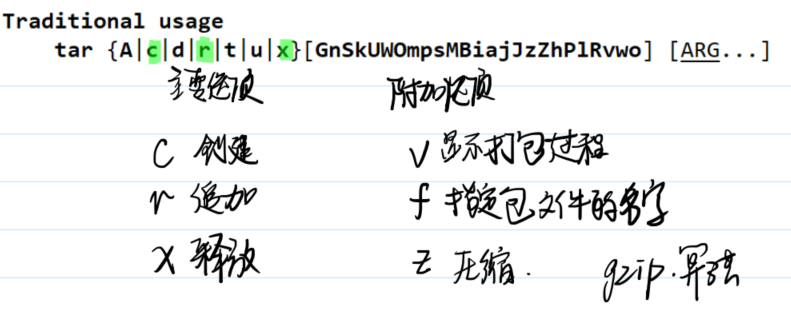 Traditional usage
tar {A|c|d|r|t|u|x}[GnSkUWOmpsMBiajJzZhPlRvwo] [ARG...]
主要选项 附加选项
c 创建 v 显示打包过程
r 追加 f 指定包文件的名字
x 释放 z 压缩. gzip.算法